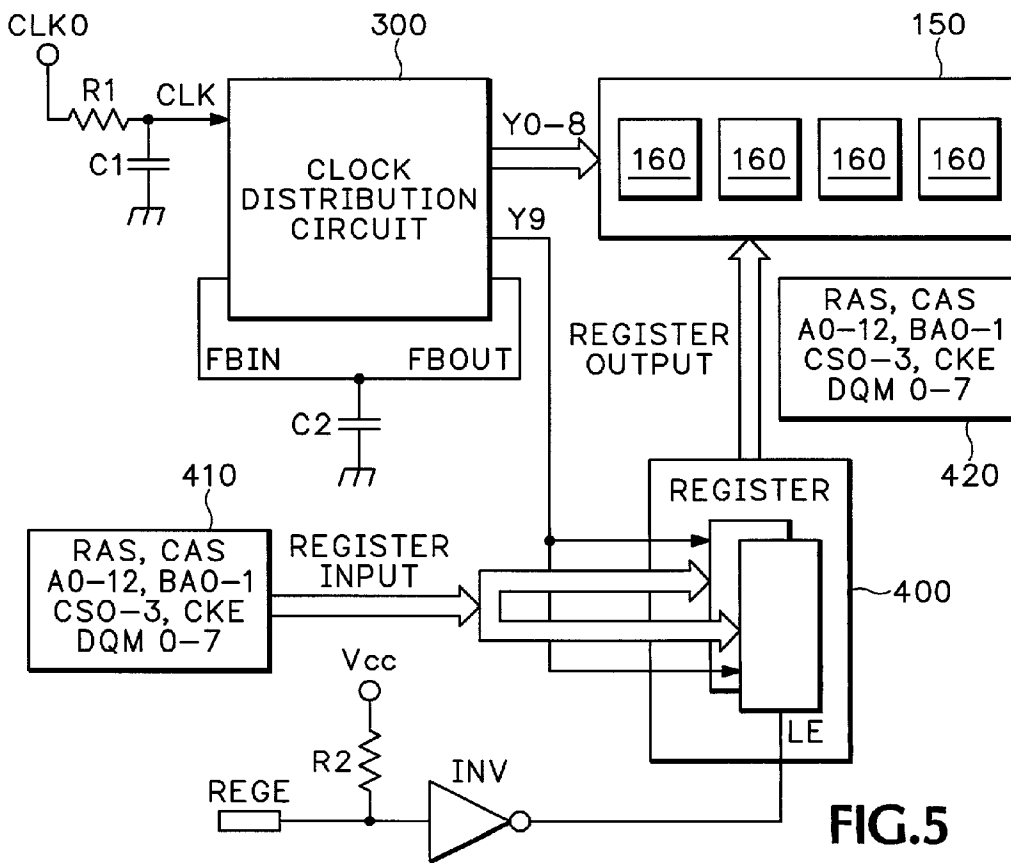 CLK0
300
150
R1
CLK
C1
CLOCK
DISTRIBUTION
CIRCUIT
Y0-8
Y9
160
160
160
160
FBIN
FBOUT
C2
REGISTER
OUTPUT
RAS, CAS
A0-12, BA0-1
CS0-3, CKE
DQM 0-7
420
410
RAS, CAS
A0-12, BA0-1
CS0-3, CKE
DQM 0-7
REGISTER
INPUT
REGISTER
400
LE
Vcc
R2
REGE
INV
FIG.5